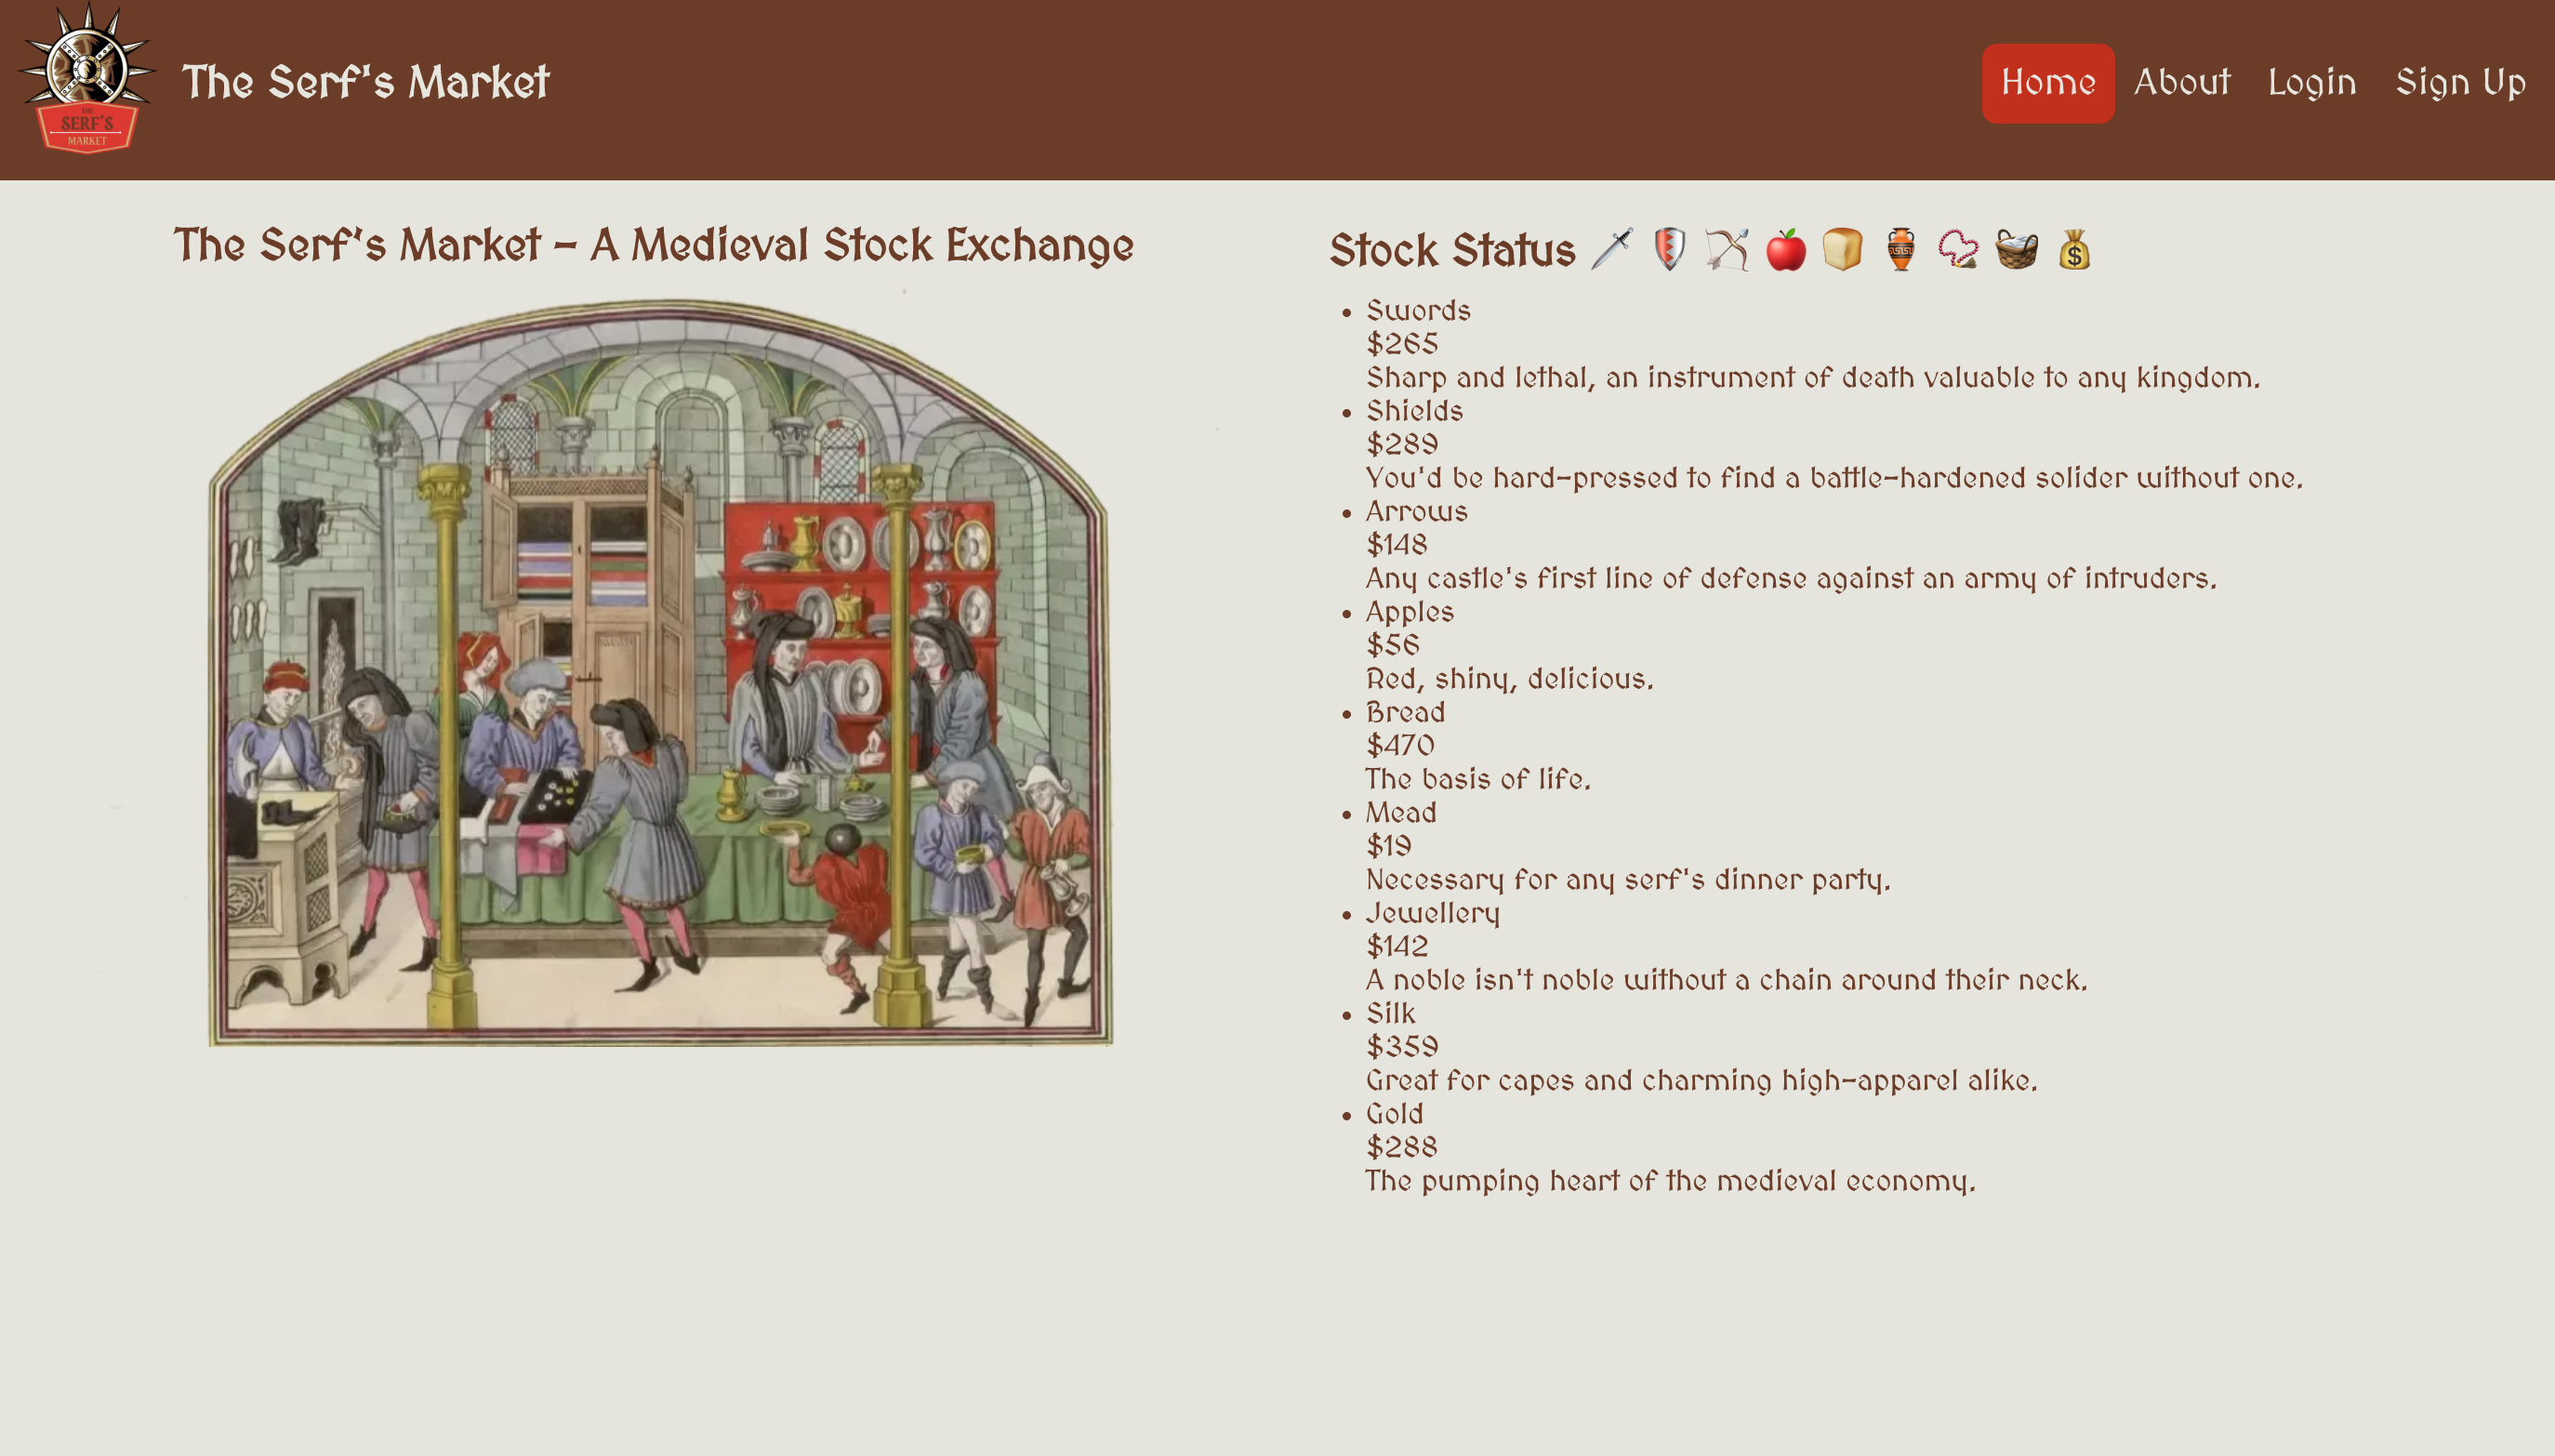 THE
SERF'S
MARKET
The Serf's Market
Home
About
Login
Sign Up
The Serf's Market - A Medieval Stock Exchange
Stock Status
Swords
$265
Sharp and lethal, an instrument of death valuable to any kingdom.
Shields
$289
You'd be hard-pressed to find a battle-hardened solider without one.
Arrows
$148
Any castle's first line of defense against an army of intruders.
Apples
$56
Red, shiny, delicious.
Bread
$470
The basis of life.
Mead
$19
Necessary for any serf's dinner party.
Jewellery
$142
A noble isn't noble without a chain around their neck.
Silk
$359
Great for capes and charming high-apparel alike.
Gold
$288
The pumping heart of the medieval economy.